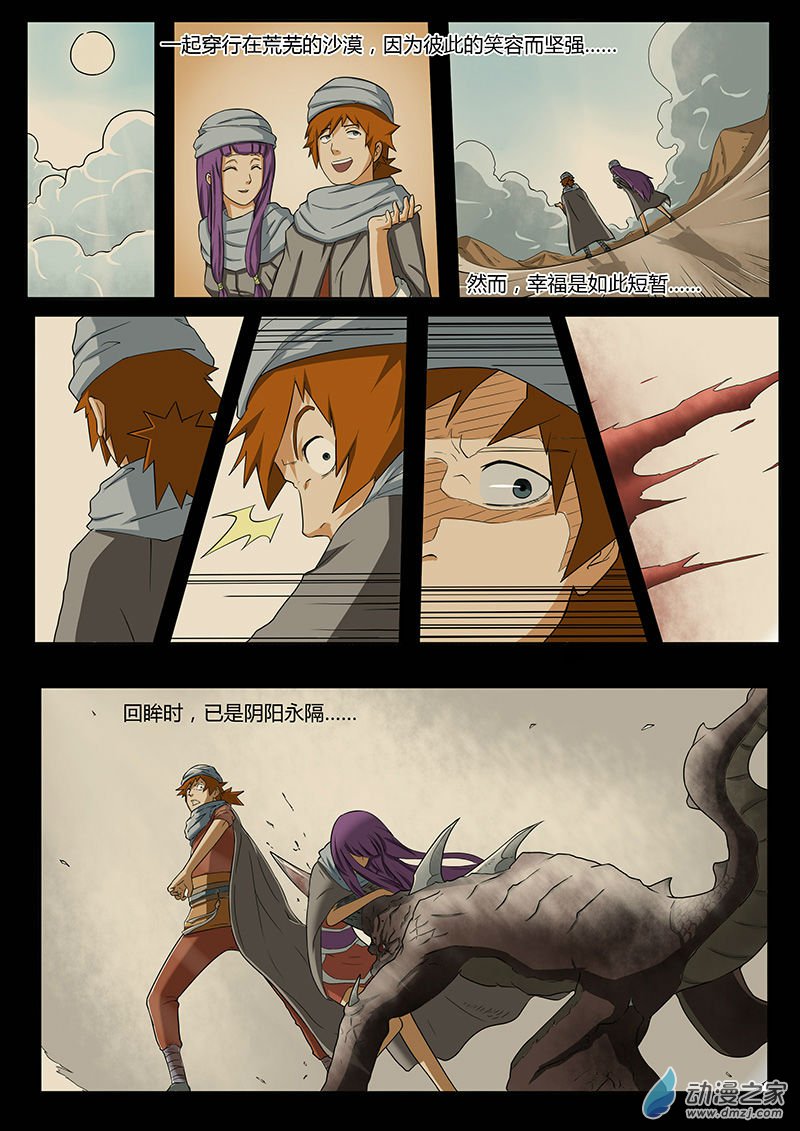 一起穿行在荒芜的沙漠，因为彼此的笑容而坚强……
然而，幸福是如此短暂……
回眸时，已是阴阳永隔……
动漫之家
www.dmzj.com